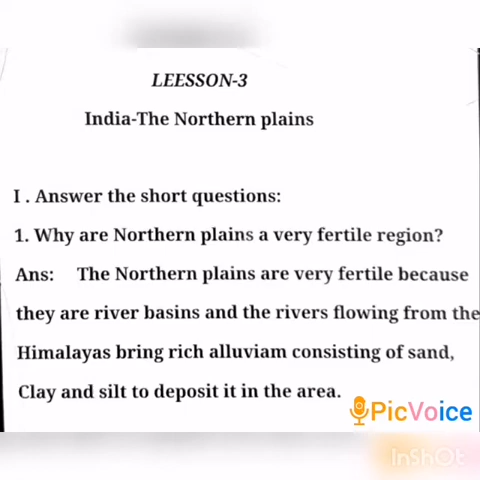 LEESSON-3
India-The Northern plains
I . Answer the short questions:
1. Why are Northern plains a very fertile region?
Ans: The Northern plains are very fertile because
they are river basins and the rivers flowing from the
Himalayas bring rich alluviam consisting of sand,
Clay and silt to deposit it in the area.
PicVoice
InShOt